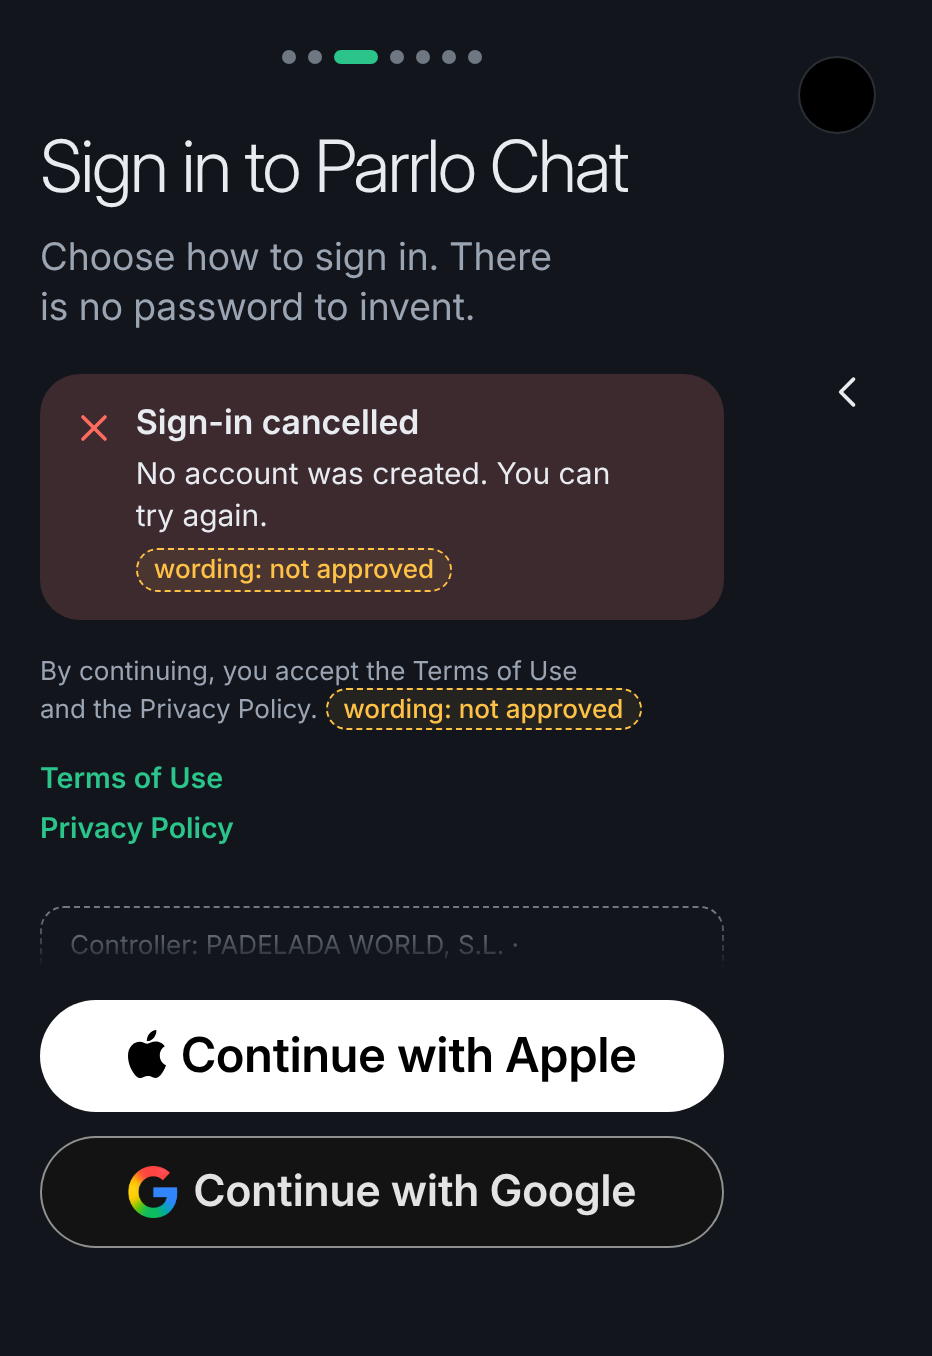 Sign in to Parrlo Chat
Choose how to sign in. There
is no password to invent.
Sign-in cancelled
No account was created. You can
try again.
wording: not approved
By continuing, you accept the Terms of Use
and the Privacy Policy. wording: not approved
Terms of Use
Privacy Policy
Controller: PADELADA WORLD, S.L. ·
Continue with Apple
Continue with Google